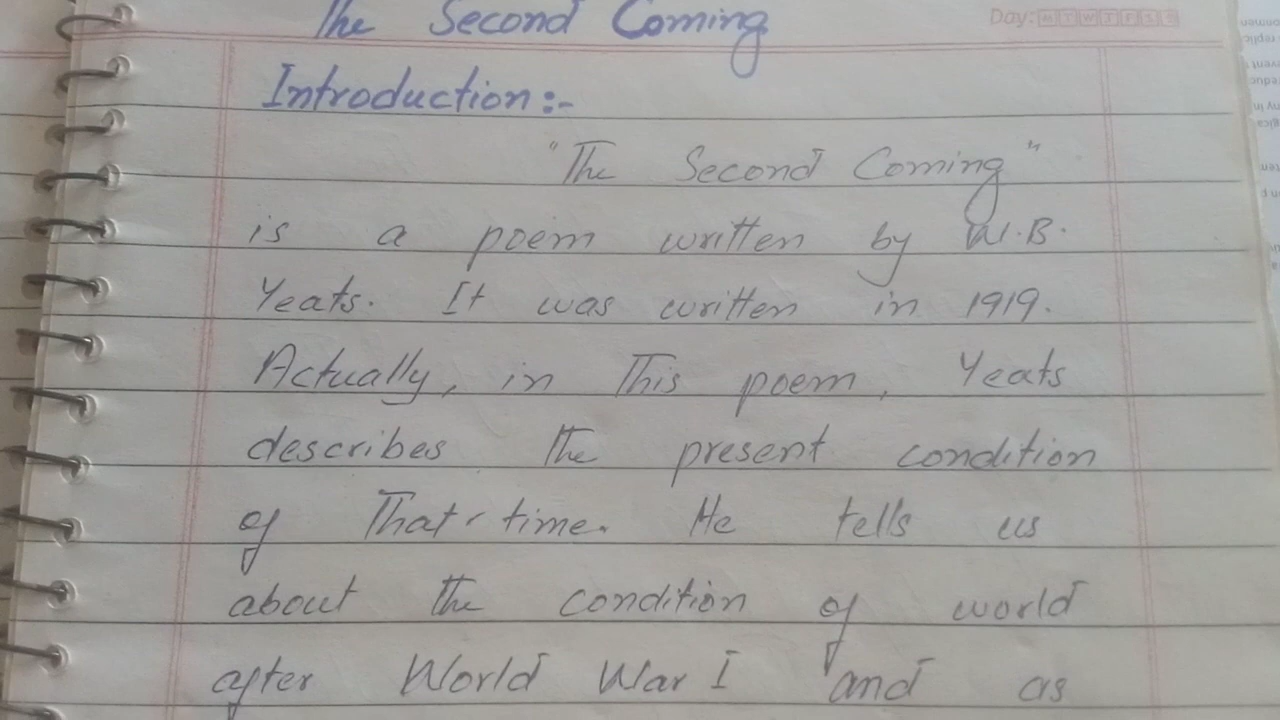 The Second Coming
Day: M T W T F S S
Introduction:-
"The Second Coming"
is a poem written by W.B.
Yeats. It was written in 1919.
Actually, in This poem, Yeats
describes the present condition
of That time. He tells us
about the condition of world
after World War I and as